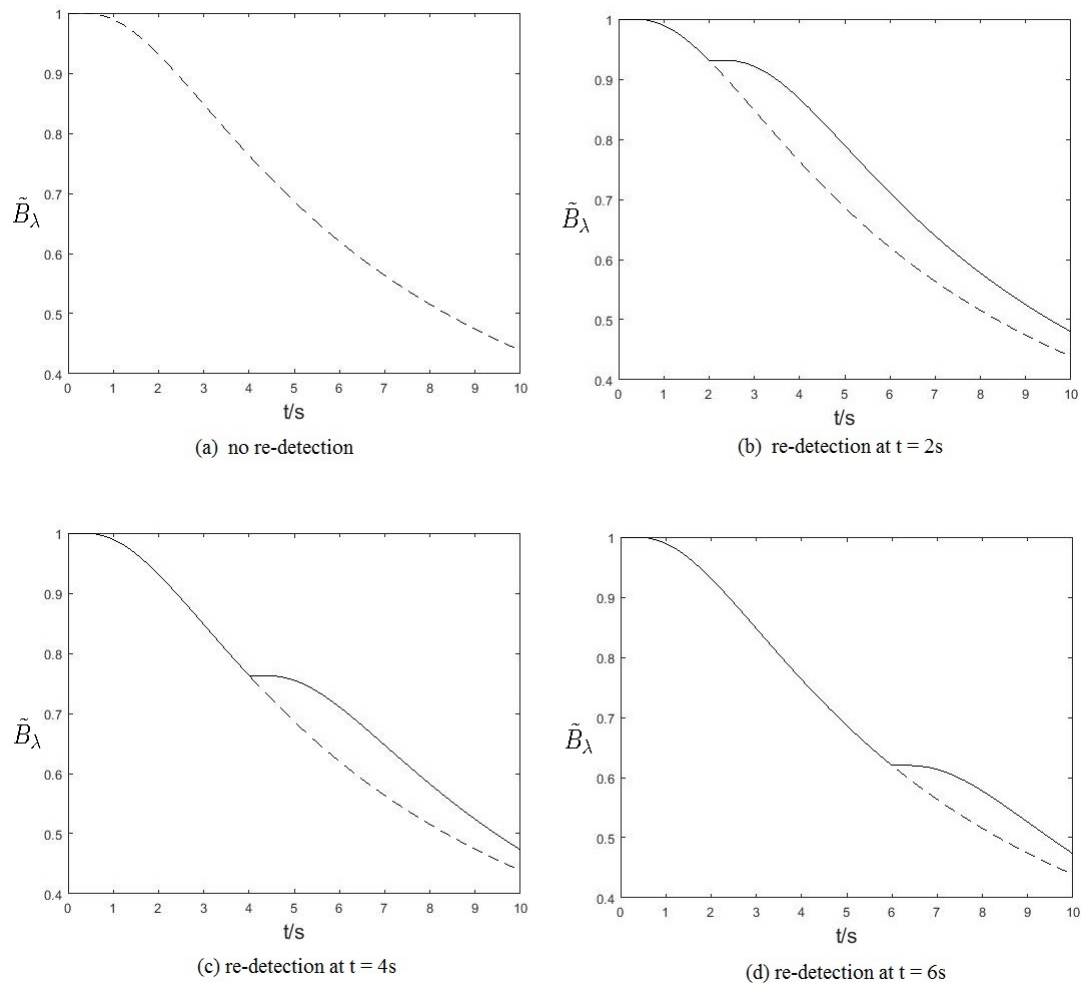 1
0.9
0.8
0.7
B̃λ
0.6
0.5
0.4
0 1 2 3 4 5 6 7 8 9 10
t/s
(a) no re-detection
1
0.9
0.8
0.7
B̃λ
0.6
0.5
0.4
0 1 2 3 4 5 6 7 8 9 10
t/s
(b) re-detection at t = 2s
1
0.9
0.8
0.7
B̃λ
0.6
0.5
0.4
0 1 2 3 4 5 6 7 8 9 10
t/s
(c) re-detection at t = 4s
1
0.9
0.8
0.7
B̃λ
0.6
0.5
0.4
0 1 2 3 4 5 6 7 8 9 10
t/s
(d) re-detection at t = 6s